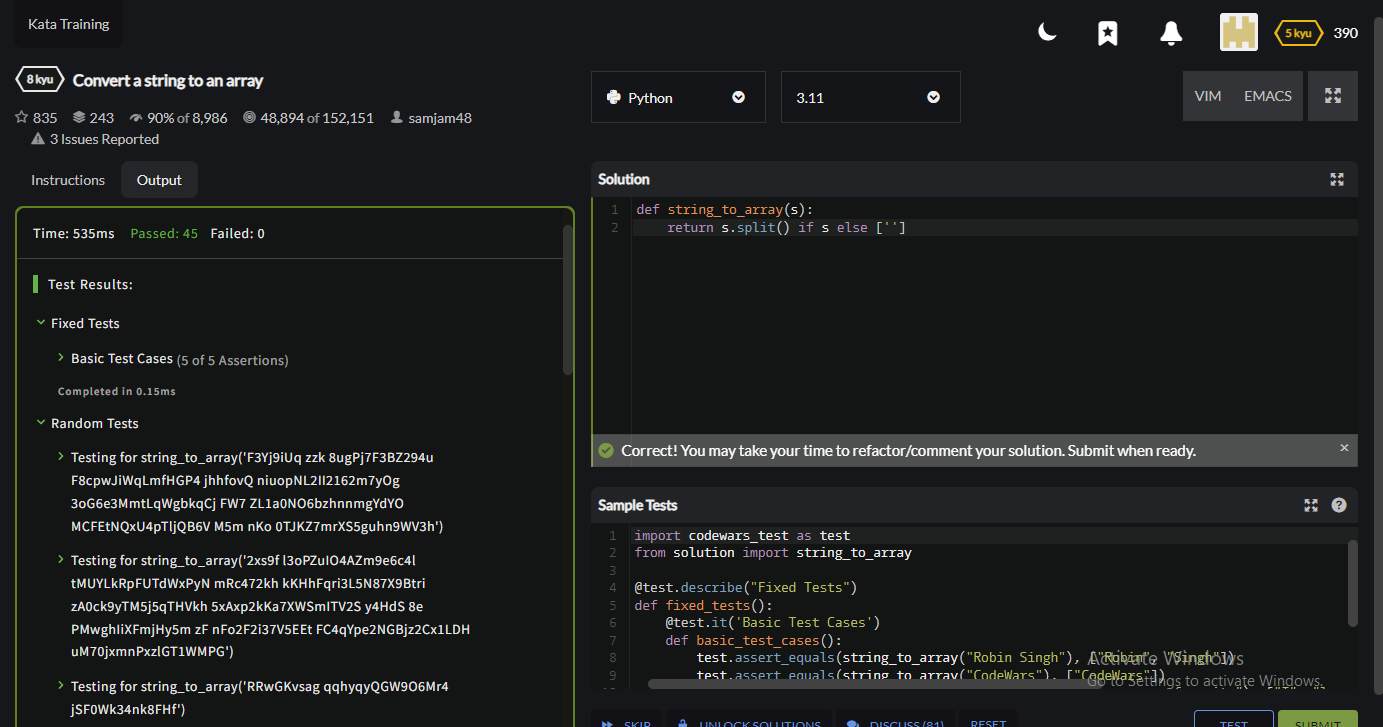 Kata Training
5 kyu 390
8 kyu Convert a string to an array
835 243 90% of 8,986 48,894 of 152,151 samjam48
3 Issues Reported
Python 3.11 VIM EMACS
Instructions Output
Time: 535ms Passed: 45 Failed: 0
Test Results:
Fixed Tests
Basic Test Cases (5 of 5 Assertions)
Completed in 0.15ms
Random Tests
Testing for string_to_array('F3Yj9iUq zzk 8ugPj7F3BZ294u
F8cpwJiWqLmfHGP4 jhhfovQ niuopNL2II2162m7yOg
3oG6e3MmtLqWgbkqCj FW7 ZL1a0NO6bzhnnmgYdYO
MCFEtNQxU4pTljQB6V M5m nKo 0TJKZ7mrXS5guhn9WV3h')
Testing for string_to_array('2xs9f l3oPZuIO4AZm9e6c4l
tMUYLkRpFUTdWxPyN mRc472kh kKHhFqri3L5N87X9Btri
zA0ck9yTM5j5qTHVkh 5xAxp2kKa7XWSmITV2S y4HdS 8e
PMwghIiXFmjHy5m zF nFo2F2i37V5EEt FC4qYpe2NGBjz2Cx1LDH
uM70jxmnPxzlGT1WMPG')
Testing for string_to_array('RRwGKvsag qqhyqyQGW9O6Mr4
jSF0Wk34nk8FHf')
Solution
1 def string_to_array(s):
2 return s.split() if s else ['']
Correct! You may take your time to refactor/comment your solution. Submit when ready.
Sample Tests
1 import codewars_test as test
2 from solution import string_to_array
3
4 @test.describe("Fixed Tests")
5 def fixed_tests():
6 @test.it('Basic Test Cases')
7 def basic_test_cases():
8 test.assert_equals(string_to_array("Robin Singh"), ["Robin", "Singh"])
9 test.assert_equals(string_to_array("CodeWars"), ["CodeWars"])
Activate Windows
Go to Settings to activate Windows.
SKIP UNLOCK SOLUTIONS DISCUSS (81) RESET TEST SUBMIT